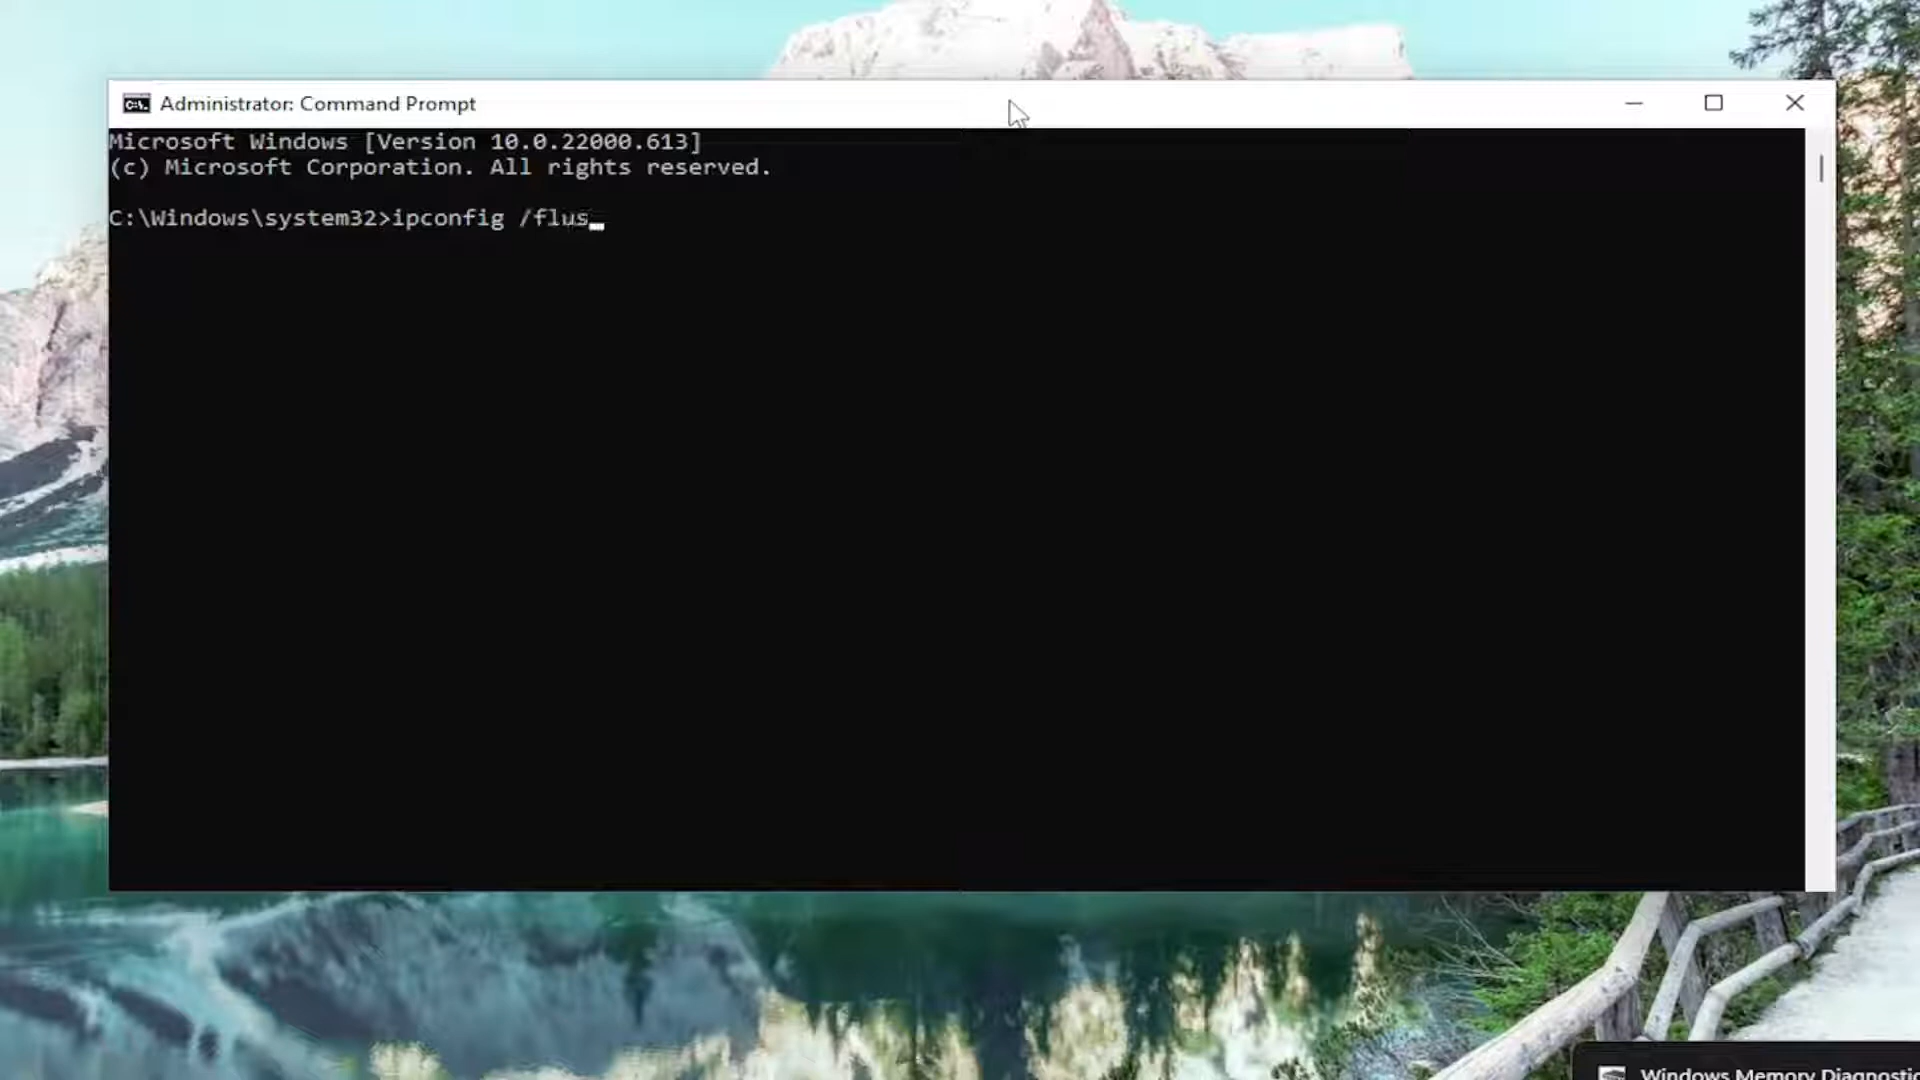 Administrator: Command Prompt
Microsoft Windows [Version 10.0.22000.613]
(c) Microsoft Corporation. All rights reserved.
C:\Windows\system32>ipconfig /flus
Windows Memory Diagnostic